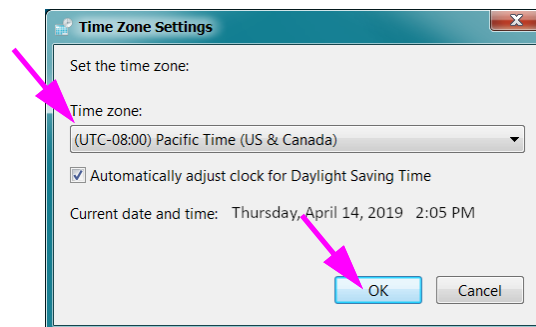 Time Zone Settings
Set the time zone:
Time zone:
(UTC-08:00) Pacific Time (US & Canada)
Automatically adjust clock for Daylight Saving Time
Current date and time: Thursday, April 14, 2019 2:05 PM
OK Cancel